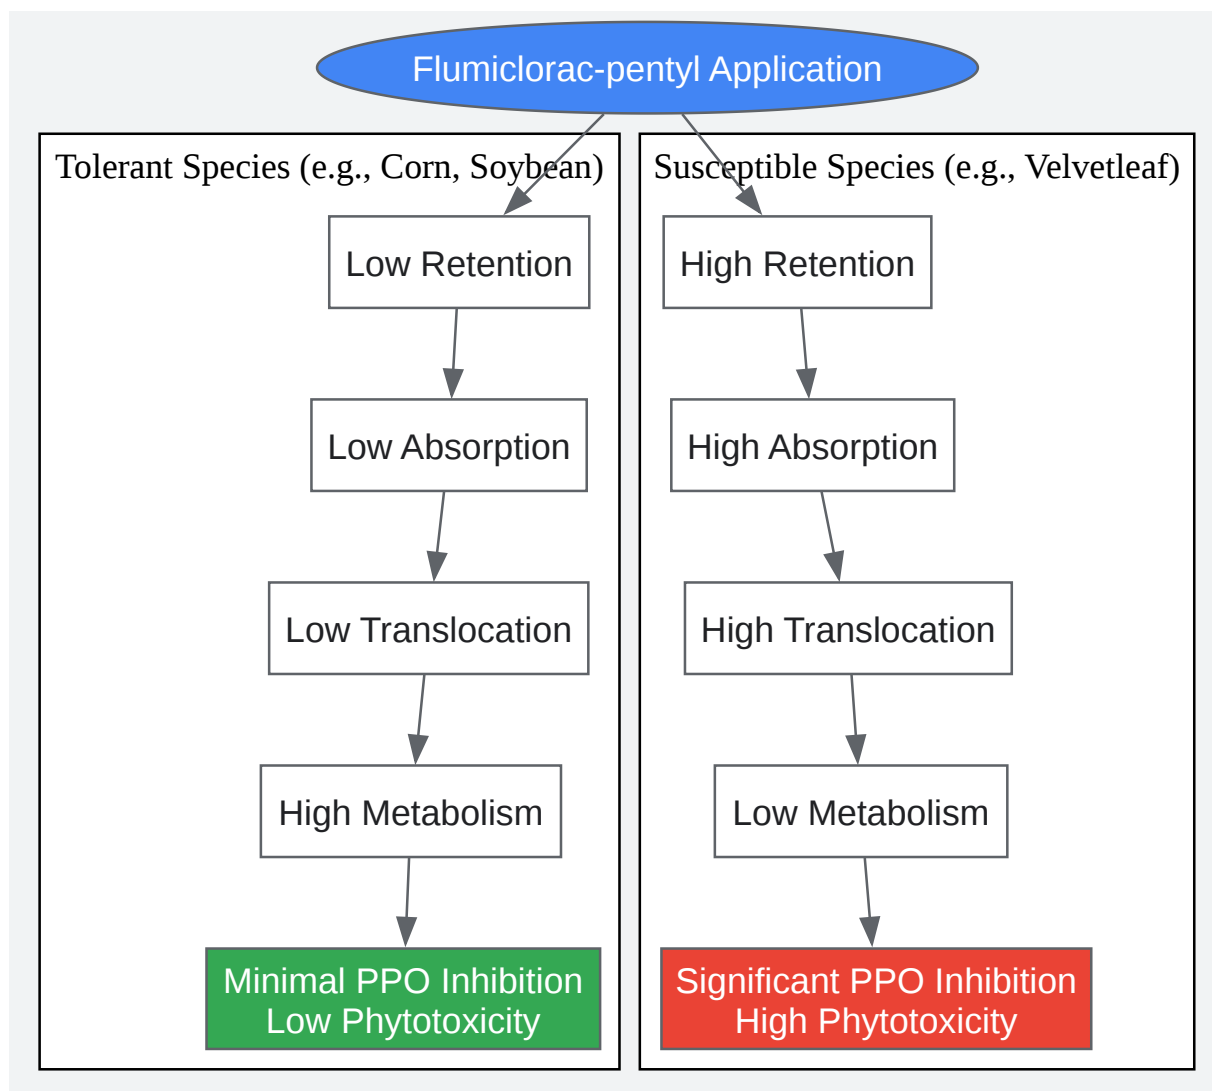 Flumiclorac-pentyl Application
Tolerant Species (e.g., Corn, Soybean)
Low Retention
Low Absorption
Low Translocation
High Metabolism
Minimal PPO Inhibition
Low Phytotoxicity
Susceptible Species (e.g., Velvetleaf)
High Retention
High Absorption
High Translocation
Low Metabolism
Significant PPO Inhibition
High Phytotoxicity